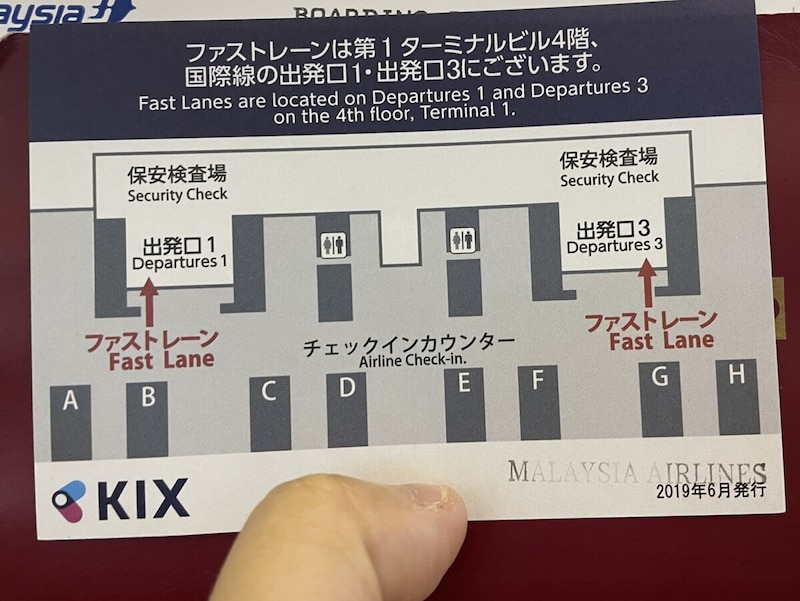 aysia
BOARDING
ファストレーンは第1ターミナルビル4階、
国際線の出発口1・出発口3にございます。
Fast Lanes are located on Departures 1 and Departures 3
on the 4th floor, Terminal 1.
保安検査場
Security Check
出発口1
Departures 1
保安検査場
Security Check
出発口3
Departures 3
ファストレーン
Fast Lane
チェックインカウンター
Airline Check-in.
ファストレーン
Fast Lane
A B C D E F G H
KIX
MALAYSIA AIRLINES
2019年6月発行